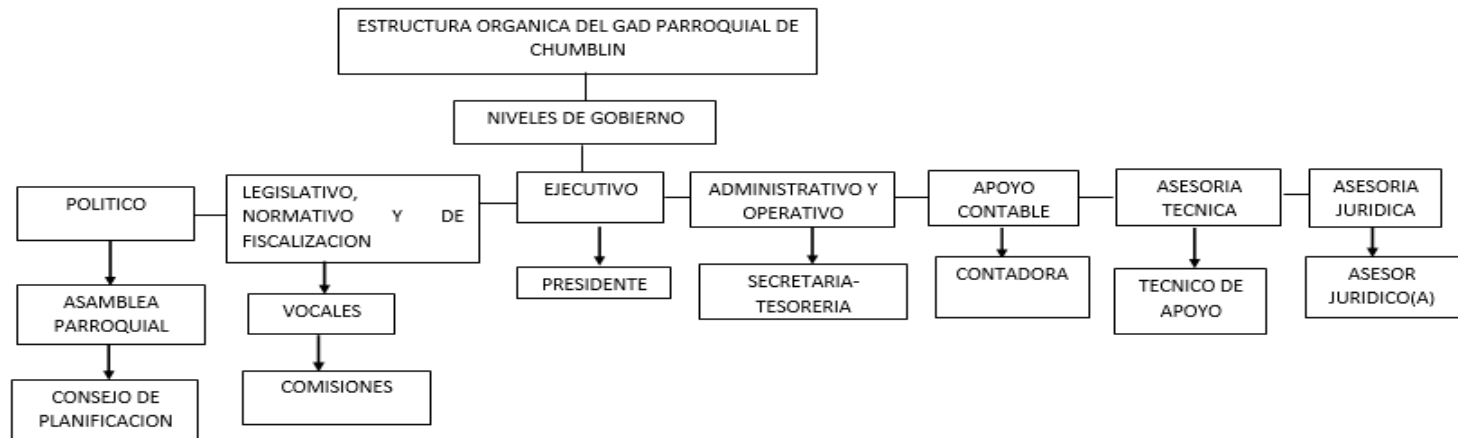 ESTRUCTURA ORGANICA DEL GAD PARROQUIAL DE
CHUMBLIN
NIVELES DE GOBIERNO
POLITICO
LEGISLATIVO,
NORMATIVO Y DE
FISCALIZACION
EJECUTIVO
ADMINISTRATIVO Y
OPERATIVO
APOYO
CONTABLE
ASESORIA
TECNICA
ASESORIA
JURIDICA
ASAMBLEA
PARROQUIAL
VOCALES
PRESIDENTE
SECRETARIA-
TESORERIA
CONTADORA
TECNICO DE
APOYO
ASESOR
JURIDICO(A)
CONSEJO DE
PLANIFICACION
COMISIONES